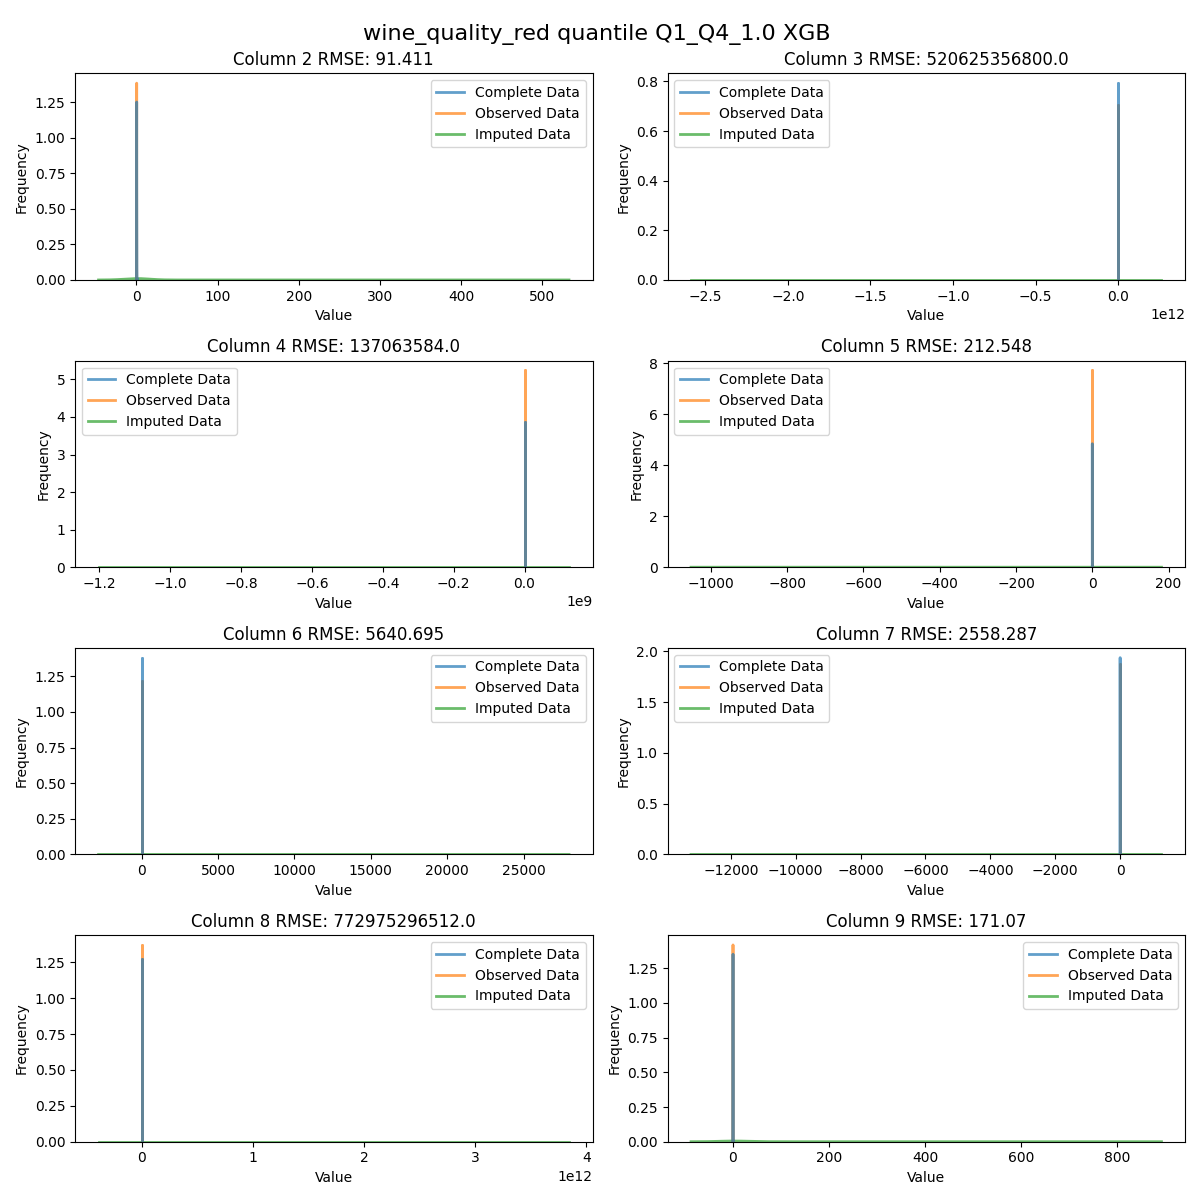 wine_quality_red quantile Q1_Q4_1.0 XGB
Column 2 RMSE: 91.411
Frequency
1.25
1.00
0.75
0.50
0.25
0.00
Complete Data
Observed Data
Imputed Data
0 100 200 300 400 500
Value
Column 3 RMSE: 520625356800.0
Frequency
0.8
0.6
0.4
0.2
0.0
Complete Data
Observed Data
Imputed Data
−2.5 −2.0 −1.5 −1.0 −0.5 0.0
Value
1e12
Column 4 RMSE: 137063584.0
Frequency
5
4
3
2
1
0
Complete Data
Observed Data
Imputed Data
−1.2 −1.0 −0.8 −0.6 −0.4 −0.2 0.0
Value
1e9
Column 5 RMSE: 212.548
Frequency
8
6
4
2
0
Complete Data
Observed Data
Imputed Data
−1000 −800 −600 −400 −200 0 200
Value
Column 6 RMSE: 5640.695
Frequency
1.25
1.00
0.75
0.50
0.25
0.00
Complete Data
Observed Data
Imputed Data
0 5000 10000 15000 20000 25000
Value
Column 7 RMSE: 2558.287
Frequency
2.0
1.5
1.0
0.5
0.0
Complete Data
Observed Data
Imputed Data
−12000 −10000 −8000 −6000 −4000 −2000 0
Value
Column 8 RMSE: 772975296512.0
Frequency
1.25
1.00
0.75
0.50
0.25
0.00
Complete Data
Observed Data
Imputed Data
0 1 2 3 4
Value
1e12
Column 9 RMSE: 171.07
Frequency
1.25
1.00
0.75
0.50
0.25
0.00
Complete Data
Observed Data
Imputed Data
0 200 400 600 800
Value